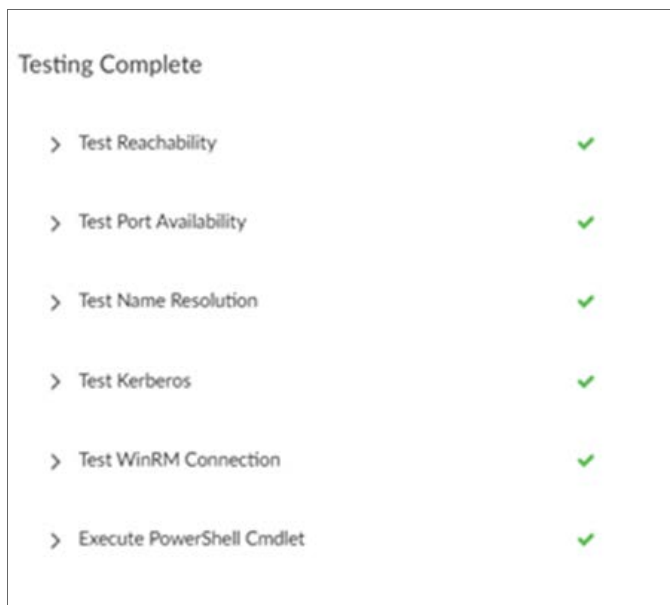 Testing Complete
Test Reachability
Test Port Availability
Test Name Resolution
Test Kerberos
Test WinRM Connection
Execute PowerShell Cmdlet